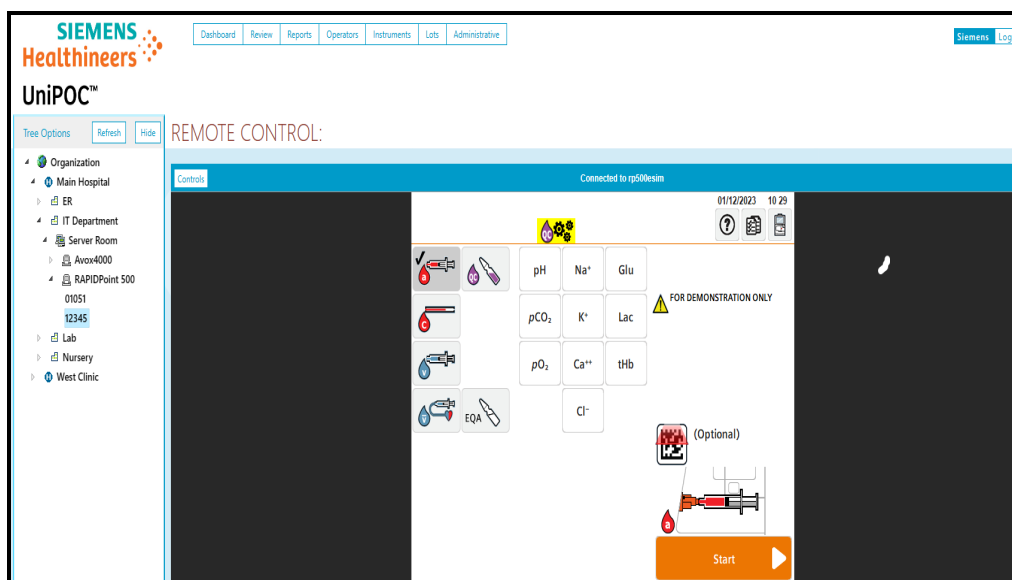 SIEMENS
Healthineers
UniPOC™
Dashboard Review Reports Operators Instruments Lots Administrative
Siemens Log
Tree Options Refresh Hide
REMOTE CONTROL:
Organization
Main Hospital
ER
IT Department
Server Room
Avox4000
RAPIDPoint 500
01051
12345
Lab
Nursery
West Clinic
Controls
Connected to rp500esim
01/12/2023 10 29
QC
?
a
QC
pH Na⁺ Glu
FOR DEMONSTRATION ONLY
c
pCO₂ K⁺ Lac
v
pO₂ Ca⁺⁺ tHb
v̅
EQA
Cl⁻
(Optional)
a
Start